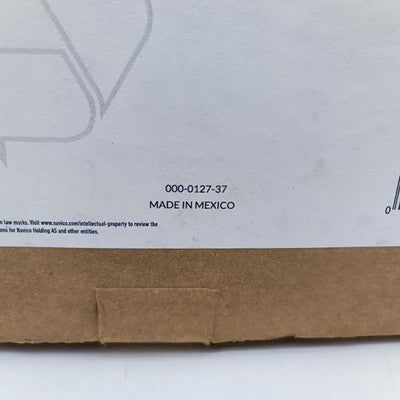 000-0127-37
MADE IN MEXICO
law marks. Visit www.navico.com/intellectual-property to review the
for Navico Holding AS and other entities.
0